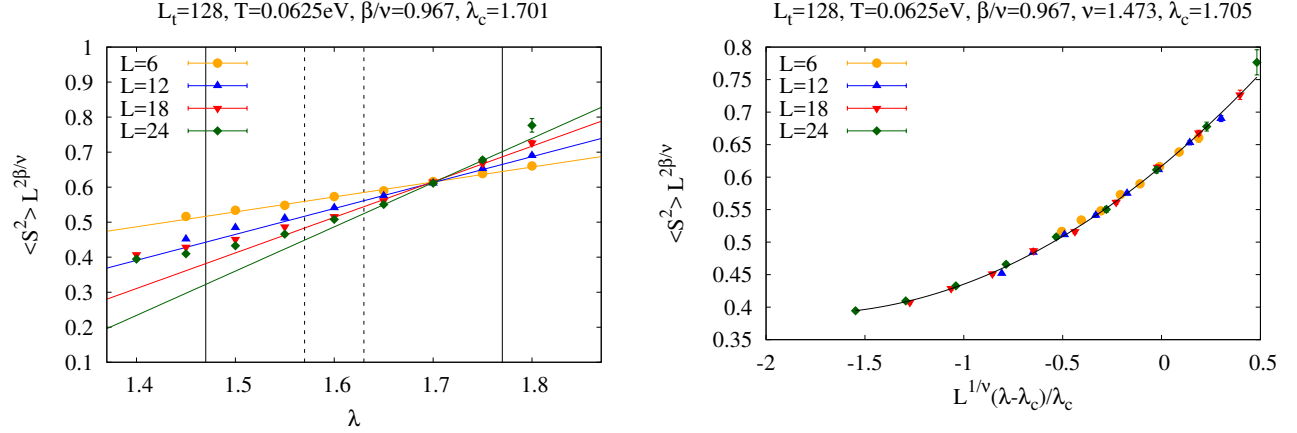 L_t=128, T=0.0625eV, β/ν=0.967, λ_c=1.701
<S²> L^{2β/ν}
1
0.9
0.8
0.7
0.6
0.5
0.4
0.3
0.2
0.1
L=6
L=12
L=18
L=24
1.4 1.5 1.6 1.7 1.8
λ
L_t=128, T=0.0625eV, β/ν=0.967, ν=1.473, λ_c=1.705
<S²> L^{2β/ν}
0.8
0.75
0.7
0.65
0.6
0.55
0.5
0.45
0.4
0.35
L=6
L=12
L=18
L=24
-2 -1.5 -1 -0.5 0 0.5
L^{1/ν}(λ-λ_c)/λ_c